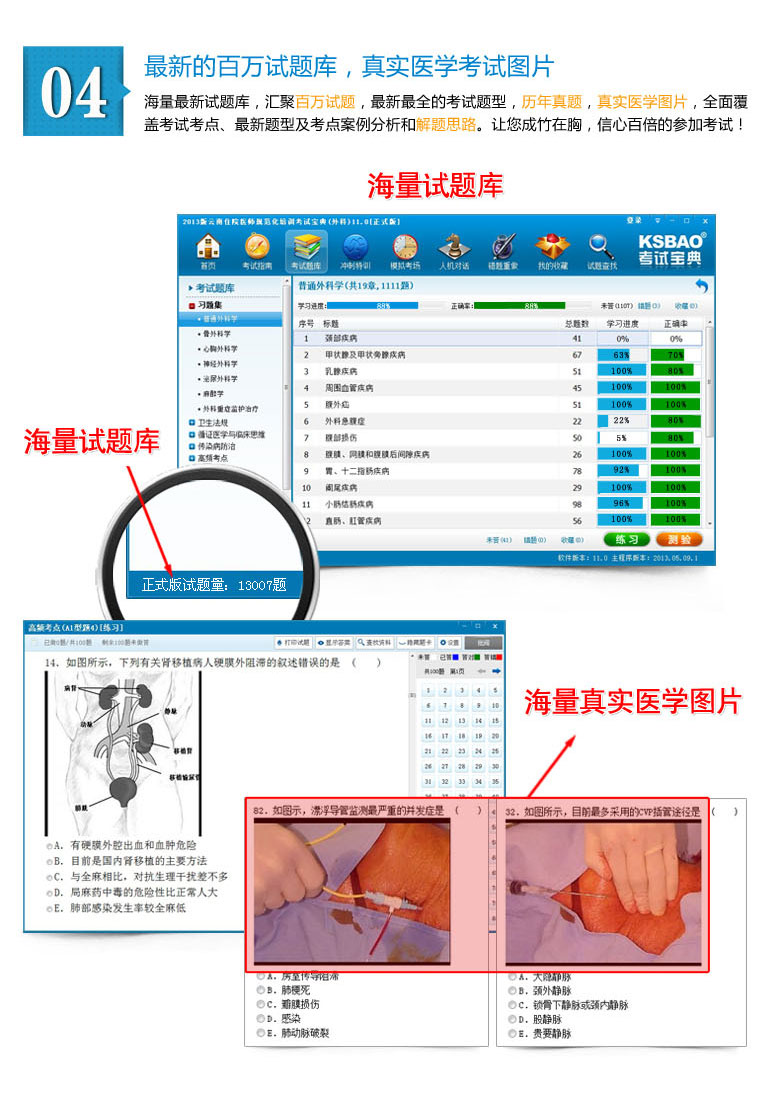 04
最新的百万试题库，真实医学考试图片
海量最新试题库，汇聚百万试题，最新最全的考试题型，历年真题，真实医学图片，全面覆
盖考试考点、最新题型及考点案例分析和解题思路。让您成竹在胸，信心百倍的参加考试！
海量试题库
2013版云南住院医师规范化培训考试宝典(外科)11.0[正式版] 登录
首页 考试指南 考试题库 冲刺特训 模拟考场 人机对话 错题重做 我的收藏 试题查找
KSBAO®
考试宝典
考试题库
习题集
普通外科学
骨外科学
心胸外科学
神经外科学
泌尿外科学
麻醉学
外科重症监护治疗
卫生法规
循证医学与临床思维
传染病防治
高频考点
普通外科学(共19章,1111题)
学习进度: 88% 正确率: 88% 未答(1107) 错题(0) 收藏(0)
序号 标题 总题数 学习进度 正确率
1 颈部疾病 41 0% 0%
2 甲状腺及甲状旁腺疾病 67 63% 70%
3 乳腺疾病 51 100% 80%
4 周围血管疾病 45 100% 100%
5 腹外疝 51 100% 100%
6 外科急腹症 22 22% 80%
7 腹部损伤 50 5% 80%
8 腹膜、网膜和腹膜后间隙疾病 26 100% 100%
9 胃、十二指肠疾病 78 92% 100%
10 阑尾疾病 29 100% 100%
11 小肠结肠疾病 98 96% 100%
12 直肠、肛管疾病 56 100% 100%
未答(41) 错题(0) 收藏(0) 练习 测验
软件版本: 11.0 主程序版本: 2013.05.09.1
海量试题库
正式版试题量: 13007题
高频考点(A1型题4)[练习]
已做0题/共100题 剩余100题未做答 打印试题 显示答案 查找资料 隐藏题卡 设置
未答 已答 答对 答错
共100题 第1页
14. 如图所示，下列有关肾移植病人硬膜外阻滞的叙述错误的是 （ ）
病肾
静脉
动脉
移植肾
移植输尿管
膀胱
1 2 3 4 5
6 7 8 9 10
11 12 13 14 15
16 17 18 19 20
21 22 23 24 25
26 27 28 29 30
31 32 33 34 35
A. 有硬膜外腔出血和血肿危险
B. 目前是国内肾移植的主要方法
C. 与全麻相比，对抗生理干扰差不多
D. 局麻药中毒的危险性比正常人大
E. 肺部感染发生率较全麻低
海量真实医学图片
82. 如图示，漂浮导管监测最严重的并发症是 （ ）
A. 房室传导阻滞
B. 肺梗死
C. 瓣膜损伤
D. 感染
E. 肺动脉破裂
32. 如图所示，目前最多采用的CVP插管途径是 （ ）
A. 大隐静脉
B. 颈外静脉
C. 锁骨下静脉或颈内静脉
D. 股静脉
E. 贵要静脉